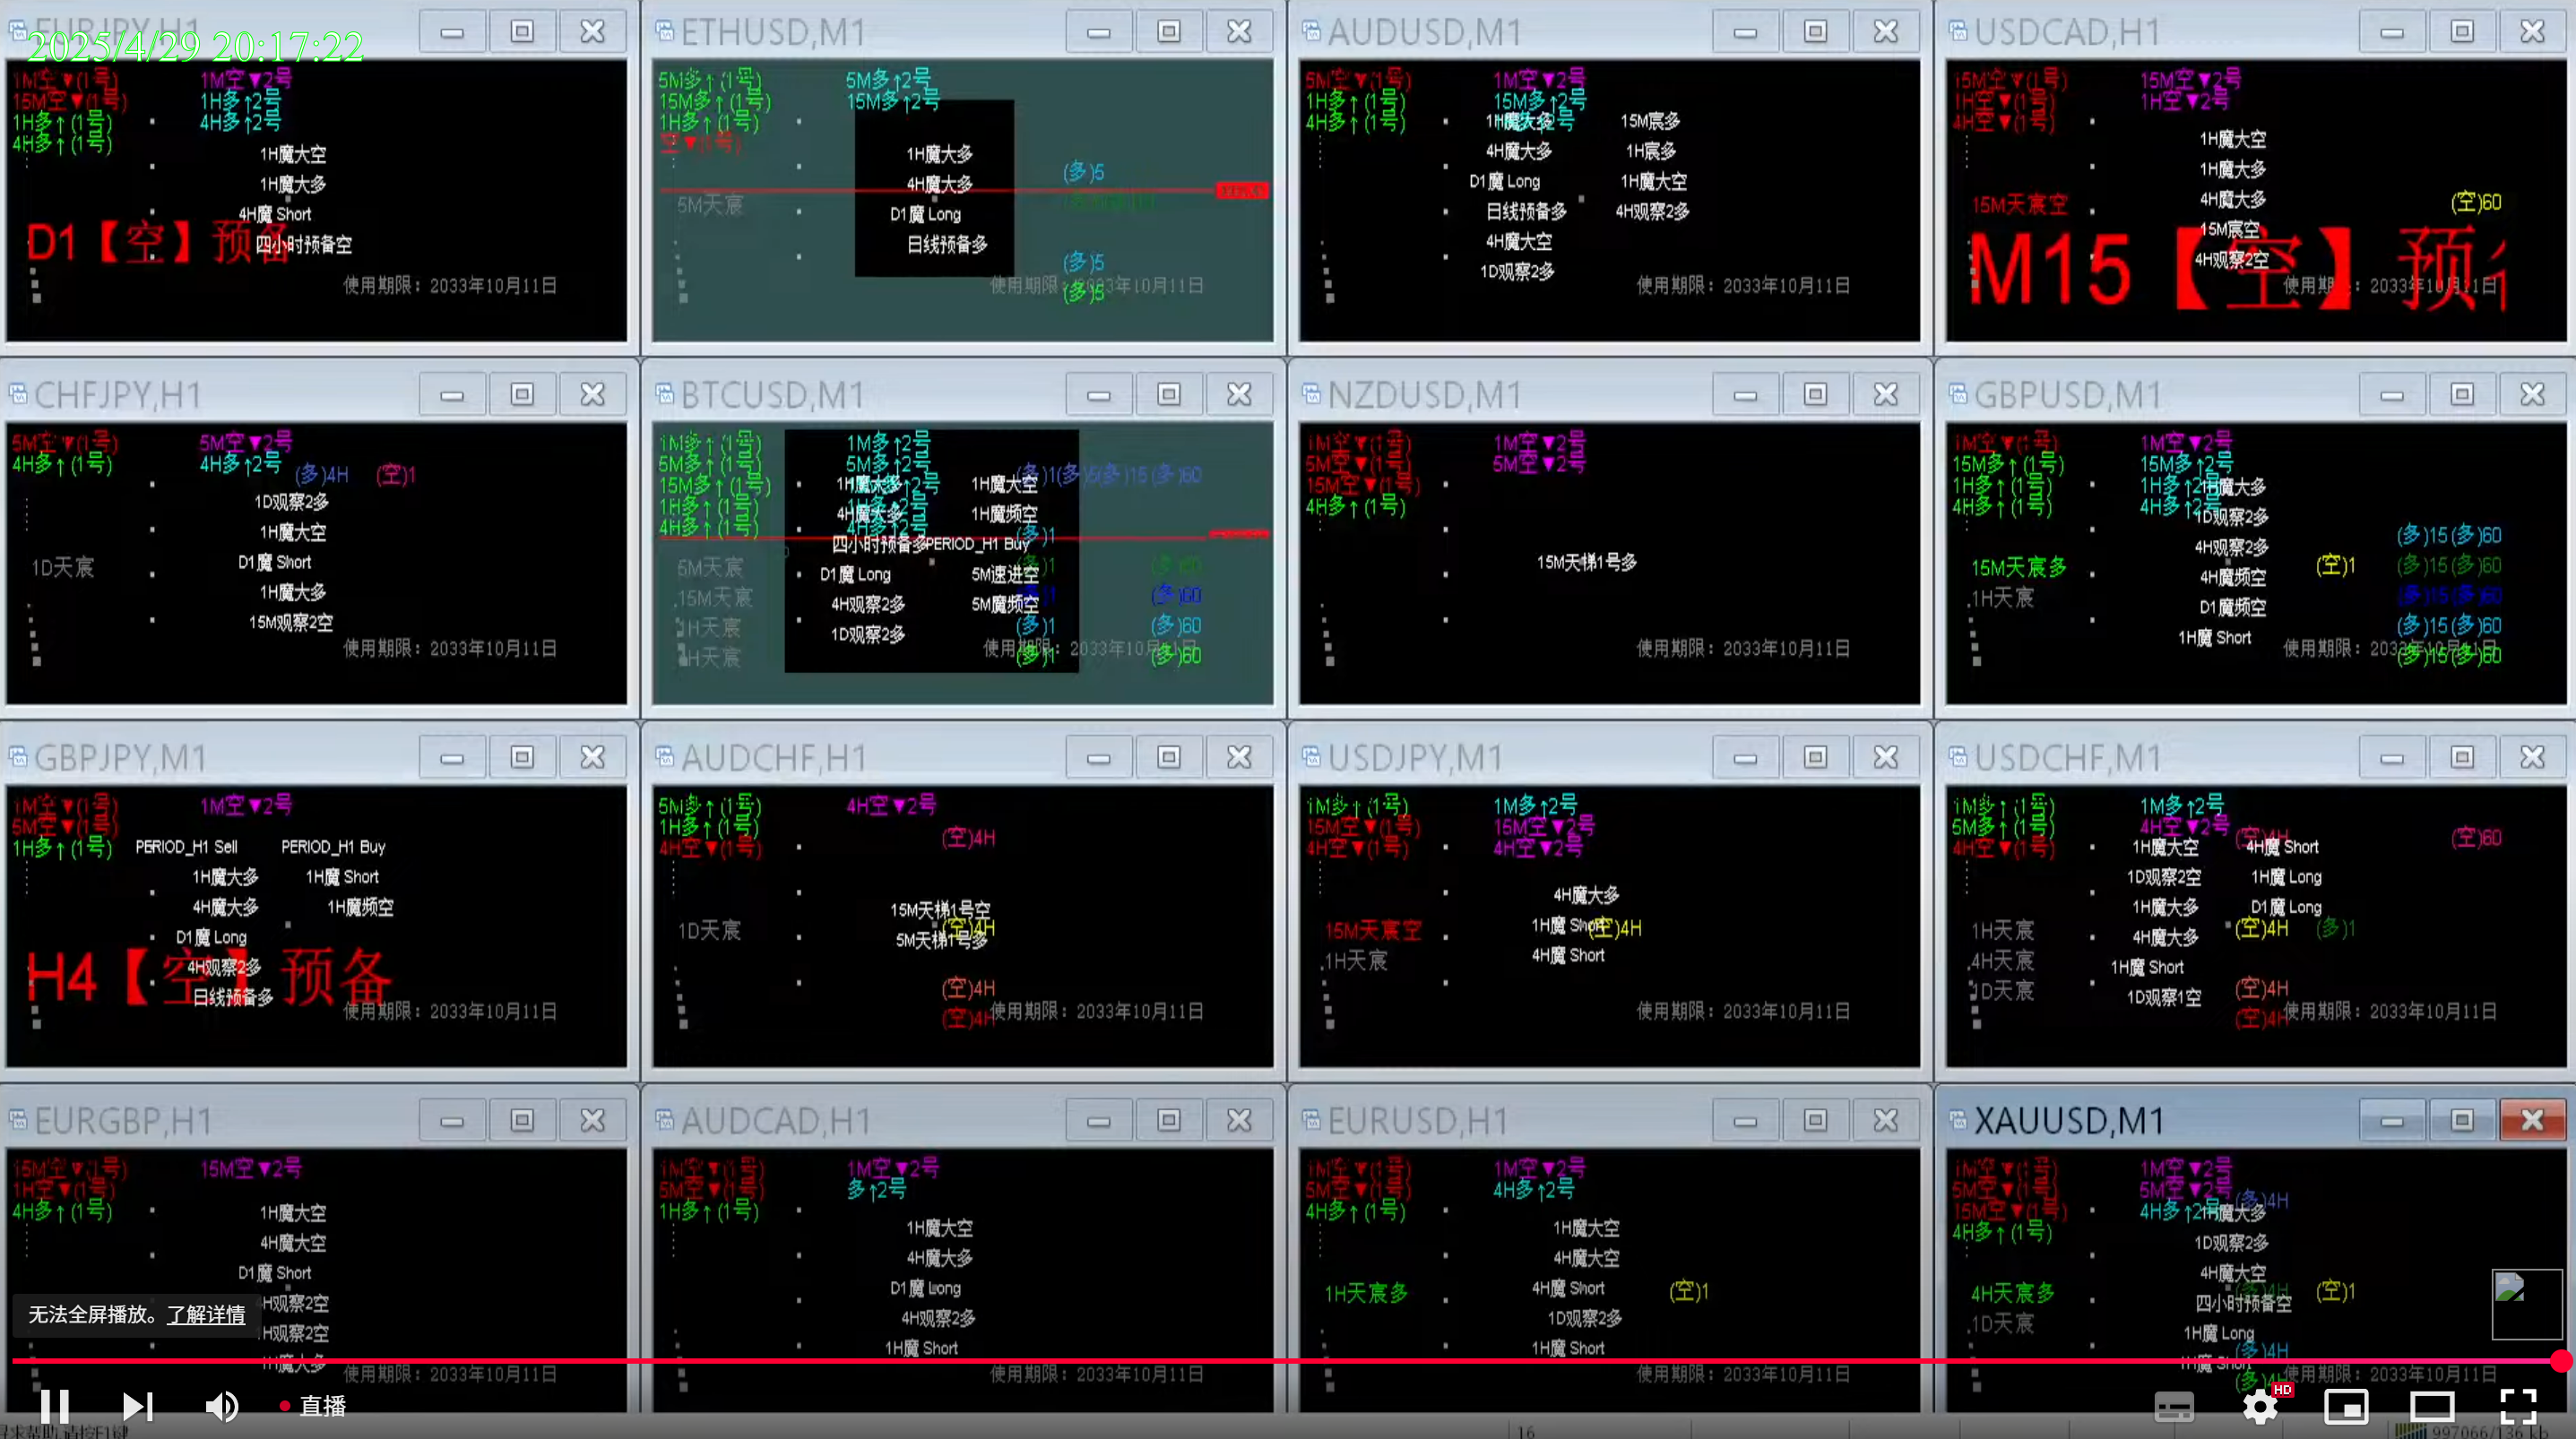 EURJPY,H1
2025/4/29 20:17:22
1M空▼(1号)
15M空▼(1号)
1H多↑(1号)
4H多↑(1号)
1M空▼2号
1H多↑2号
4H多↑2号
1H魔大空
1H魔大多
4H魔 Short
四小时预备空
D1【空】预备
使用期限：2033年10月11日
ETHUSD,M1
5M多↑(1号)
15M多↑(1号)
1H多↑(1号)
空▼(1号)
5M多↑2号
15M多↑2号
1H魔大多
4H魔大多
D1魔 Long
日线预备多
5M天宸
(多)5
(多)5
(多)5
使用期限：2033年10月11日
AUDUSD,M1
5M空▼(1号)
1H多↑(1号)
4H多↑(1号)
1M空▼2号
15M多↑2号
1H魔大多
4H魔大多
D1魔 Long
日线预备多
4H魔大空
1D观察2多
15M宸多
1H宸多
1H魔大空
4H观察2多
使用期限：2033年10月11日
USDCAD,H1
15M空▼(1号)
1H空▼(1号)
4H空▼(1号)
15M空▼2号
1H空▼2号
1H魔大空
1H魔大多
4H魔大多
15M宸空
4H观察2空
15M天宸空
(空)60
M15【空】预
使用期限：2033年10月11日
CHFJPY,H1
5M空▼(1号)
4H多↑(1号)
5M空▼2号
4H多↑2号
(多)4H (空)1
1D观察2多
1H魔大空
D1魔 Short
1H魔大多
15M观察2空
1D天宸
使用期限：2033年10月11日
BTCUSD,M1
1M多↑(1号)
5M多↑(1号)
15M多↑(1号)
1H多↑(1号)
4H多↑(1号)
1M多↑2号
5M多↑2号
15M多↑2号
1H多↑2号
4H多↑2号
1H魔大多
4H魔大多
四小时预备多
D1魔 Long
4H观察2多
1D观察2多
1H魔大空
1H魔频空
PERIOD_H1 Buy
5M速进空
5M魔频空
(多)1(多)5(多)15(多)60
(多)1
(多)1 (多)60
(多)1 (多)60
(多)1 (多)60
(多)1 (多)60
5M天宸
15M天宸
1H天宸
4H天宸
使用期限：2033年10月11日
NZDUSD,M1
1M空▼(1号)
5M空▼(1号)
15M空▼(1号)
4H多↑(1号)
1M空▼2号
5M空▼2号
15M天梯1号多
使用期限：2033年10月11日
GBPUSD,M1
1M空▼(1号)
15M多↑(1号)
1H多↑(1号)
4H多↑(1号)
1M空▼2号
15M多↑2号
1H多↑2号
4H多↑2号
1H魔大多
1D观察2多
4H观察2多
4H魔频空
D1魔频空
1H魔 Short
15M天宸多
1H天宸
(空)1
(多)15(多)60
(多)15(多)60
(多)15(多)60
(多)15(多)60
(多)15(多)60
使用期限：2033年10月11日
GBPJPY,M1
1M空▼(1号)
5M空▼(1号)
1H多↑(1号)
1M空▼2号
PERIOD_H1 Sell
1H魔大多
4H魔大多
D1魔 Long
4H观察2多
日线预备多
PERIOD_H1 Buy
1H魔 Short
1H魔频空
H4【空】预备
使用期限：2033年10月11日
AUDCHF,H1
5M多↑(1号)
1H多↑(1号)
4H空▼(1号)
4H空▼2号
(空)4H
15M天梯1号空
(空)4H
5M天梯1号多
1D天宸
(空)4H
(空)4H
使用期限：2033年10月11日
USDJPY,M1
1M多↑(1号)
15M空▼(1号)
4H空▼(1号)
1M多↑2号
15M空▼2号
4H空▼2号
4H魔大多
1H魔 Short
(空)4H
4H魔 Short
15M天宸空
1H天宸
使用期限：2033年10月11日
USDCHF,M1
1M多↑(1号)
5M多↑(1号)
4H空▼(1号)
1M多↑2号
4H空▼2号
(空)4H
(空)60
1H魔大空
1D观察2空
1H魔大多
4H魔大多
1H魔 Short
1D观察1空
4H魔 Short
1H魔 Long
D1魔 Long
(空)4H
(多)1
1H天宸
4H天宸
1D天宸
(空)4H
(空)4H
使用期限：2033年10月11日
EURGBP,H1
15M空▼(1号)
1H空▼(1号)
4H多↑(1号)
15M空▼2号
1H魔大空
4H魔大空
D1魔 Short
4H观察2空
1H观察2空
1H魔大多
使用期限：2033年10月11日
AUDCAD,H1
1M空▼(1号)
5M空▼(1号)
1H多↑(1号)
1M空▼2号
多↑2号
1H魔大空
4H魔大多
D1魔 Long
4H观察2多
1H魔 Short
使用期限：2033年10月11日
EURUSD,H1
1M空▼(1号)
5M空▼(1号)
4H多↑(1号)
1M空▼2号
4H多↑2号
1H魔大空
4H魔大空
4H魔 Short
1D观察2多
1H魔 Short
1H天宸多
(空)1
使用期限：2033年10月11日
XAUUSD,M1
1M空▼(1号)
5M空▼(1号)
15M空▼(1号)
4H多↑(1号)
1M空▼2号
5M空▼2号
4H多↑2号
(多)4H
1H魔大多
1D观察2多
4H魔大空
四小时预备空
1H魔 Long
1H魔 Short
4H天宸多
1D天宸
(多)4H
(空)1
(多)4H
(多)4H
使用期限：2033年10月11日
无法全屏播放。了解详情
直播
HD
寻求帮助,请按F1键
16
997066/136 kb